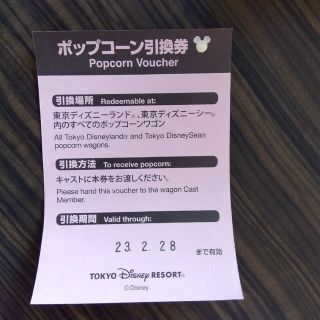 ポップコーン引換券
Popcorn Voucher
引換場所 Redeemable at:
東京ディズニーランド®、東京ディズニーシー®
内のすべてのポップコーンワゴン
All Tokyo Disneyland® and Tokyo DisneySea®
popcorn wagons.
引換方法 To receive popcorn:
キャストに本券をお渡しください。
Please hand this voucher to the wagon Cast
Member.
引換期間 Valid through:
23. 2. 28 まで有効
TOKYO Disney RESORT®
©Disney